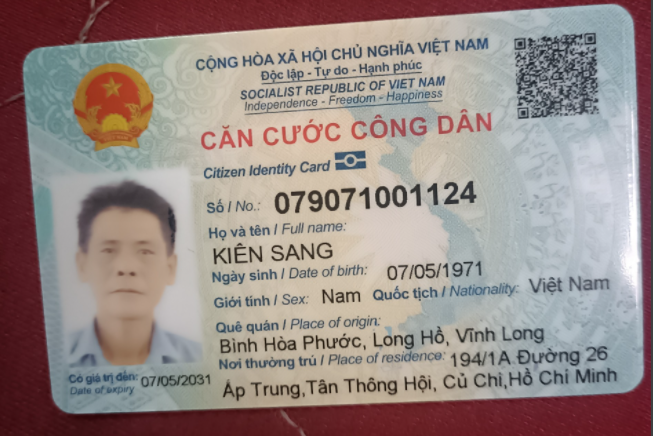 CỘNG HÒA XÃ HỘI CHỦ NGHĨA VIỆT NAM
Độc lập - Tự do - Hạnh phúc
SOCIALIST REPUBLIC OF VIET NAM
Independence - Freedom - Happiness
CĂN CƯỚC CÔNG DÂN
Citizen Identity Card
Số / No.: 079071001124
Họ và tên / Full name:
KIÊN SANG
Ngày sinh / Date of birth: 07/05/1971
Giới tính / Sex: Nam Quốc tịch / Nationality: Việt Nam
Quê quán / Place of origin:
Bình Hòa Phước, Long Hồ, Vĩnh Long
Nơi thường trú / Place of residence: 194/1A Đường 26
Ấp Trung,Tân Thông Hội, Củ Chi,Hồ Chí Minh
Có giá trị đến: 07/05/2031
Date of expiry